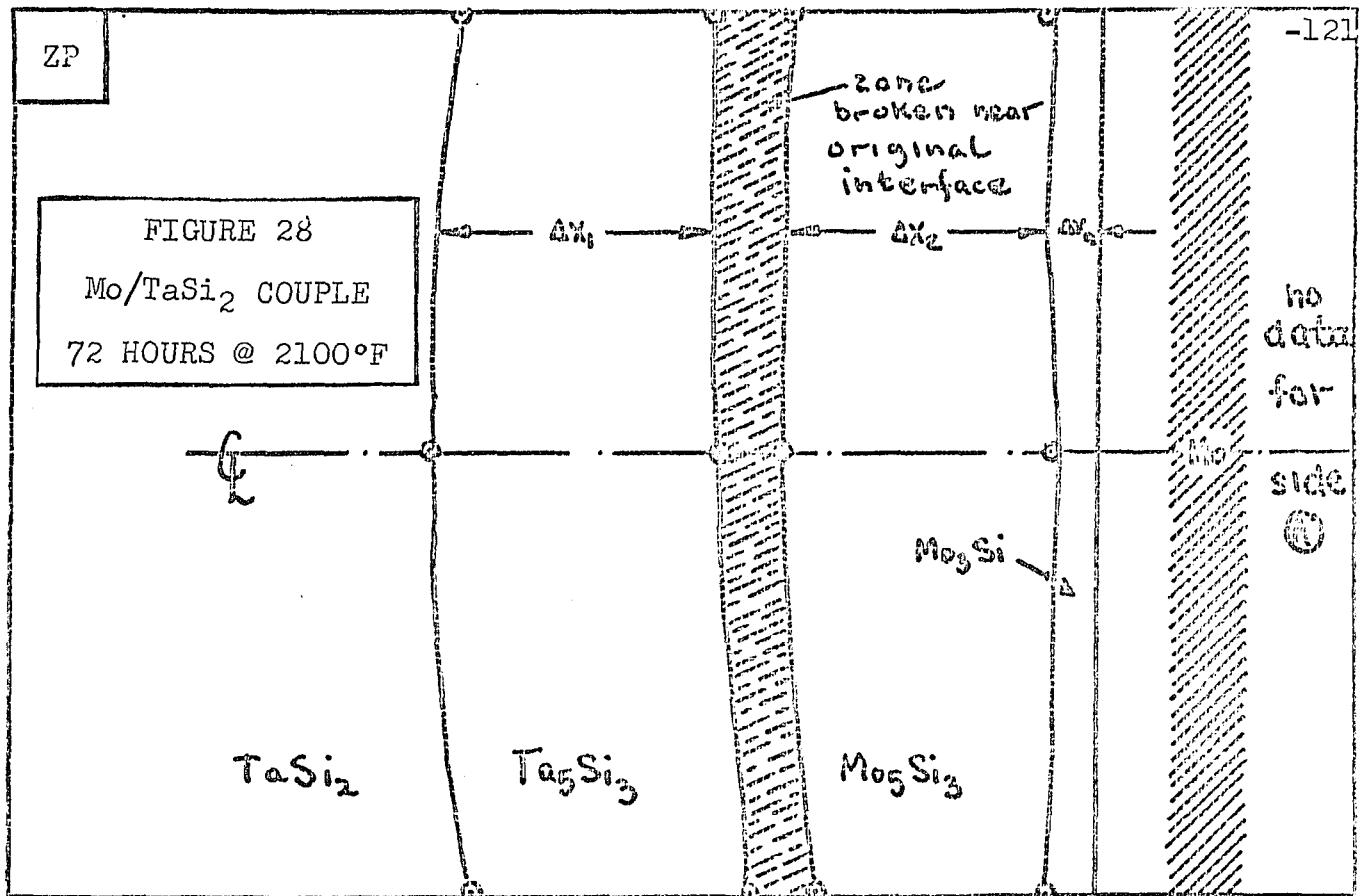 -121
ZP
zone
broken near
original
interface
FIGURE 28
Mo/TaSi₂ COUPLE
72 HOURS @ 2100°F
ΔX₁
ΔX₂
no
data
for
side
℄
Mo
Mo₃Si
TaSi₂
Ta₅Si₃
Mo₅Si₃